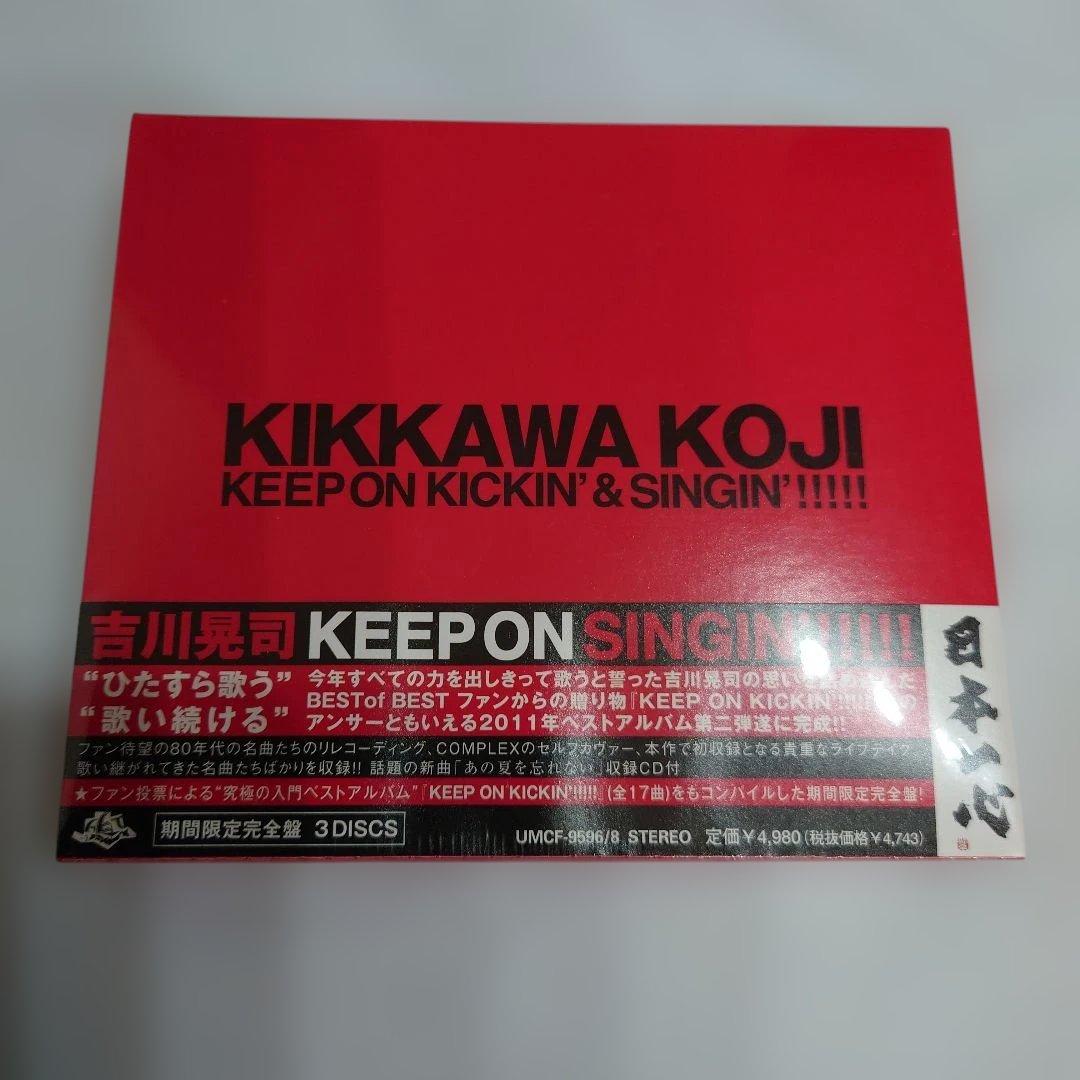 KIKKAWA KOJI
KEEP ON KICKIN' & SINGIN'!!!!!
吉川晃司 KEEP ON SINGIN'!!!!!
"ひたすら歌う"
"歌い続ける"
今年すべての力を出しきって歌うと誓った吉川晃司の思い
BEST of BEST ファンからの贈り物『KEEP ON KICKIN'!!!!!
アンサーともいえる2011年ベストアルバム第二弾遂に完成!!
ファン待望の80年代の名曲たちのリレコーディング、COMPLEXのセルフカヴァー、本作で初収録となる貴重なライブテイク、
歌い継がれてきた名曲たちばかりを収録!! 話題の新曲「あの夏を忘れない」収録CD付
★ファン投票による"究極の入門ベストアルバム"『KEEP ON KICKIN'!!!!!』(全17曲)をもコンパイルした期間限定完全盤!
期間限定完全盤 3DISCS
UMCF-9596/8 STEREO 定価¥4,980(税抜価格¥4,743)
日本一心